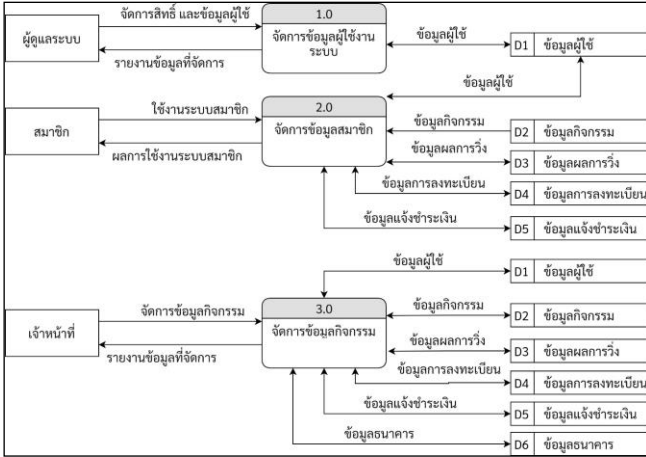 จัดการสิทธิ์ และข้อมูลผู้ใช้
1.0
ผู้ดูแลระบบ
จัดการข้อมูลผู้ใช้งาน
ระบบ
ข้อมูลผู้ใช้
D1 ข้อมูลผู้ใช้
รายงานข้อมูลที่จัดการ
ข้อมูลผู้ใช้
ใช้งานระบบสมาชิก
2.0
สมาชิก
จัดการข้อมูลสมาชิก
ข้อมูลกิจกรรม
D2 ข้อมูลกิจกรรม
ผลการใช้งานระบบสมาชิก
ข้อมูลผลการวิ่ง
D3 ข้อมูลผลการวิ่ง
ข้อมูลการลงทะเบียน
D4 ข้อมูลการลงทะเบียน
ข้อมูลแจ้งชำระเงิน
D5 ข้อมูลแจ้งชำระเงิน
ข้อมูลผู้ใช้
D1 ข้อมูลผู้ใช้
จัดการข้อมูลกิจกรรม
3.0
เจ้าหน้าที่
จัดการข้อมูลกิจกรรม
ข้อมูลกิจกรรม
D2 ข้อมูลกิจกรรม
รายงานข้อมูลที่จัดการ
ข้อมูลผลการวิ่ง
D3 ข้อมูลผลการวิ่ง
ข้อมูลการลงทะเบียน
D4 ข้อมูลการลงทะเบียน
ข้อมูลแจ้งชำระเงิน
D5 ข้อมูลแจ้งชำระเงิน
ข้อมูลธนาคาร
D6 ข้อมูลธนาคาร